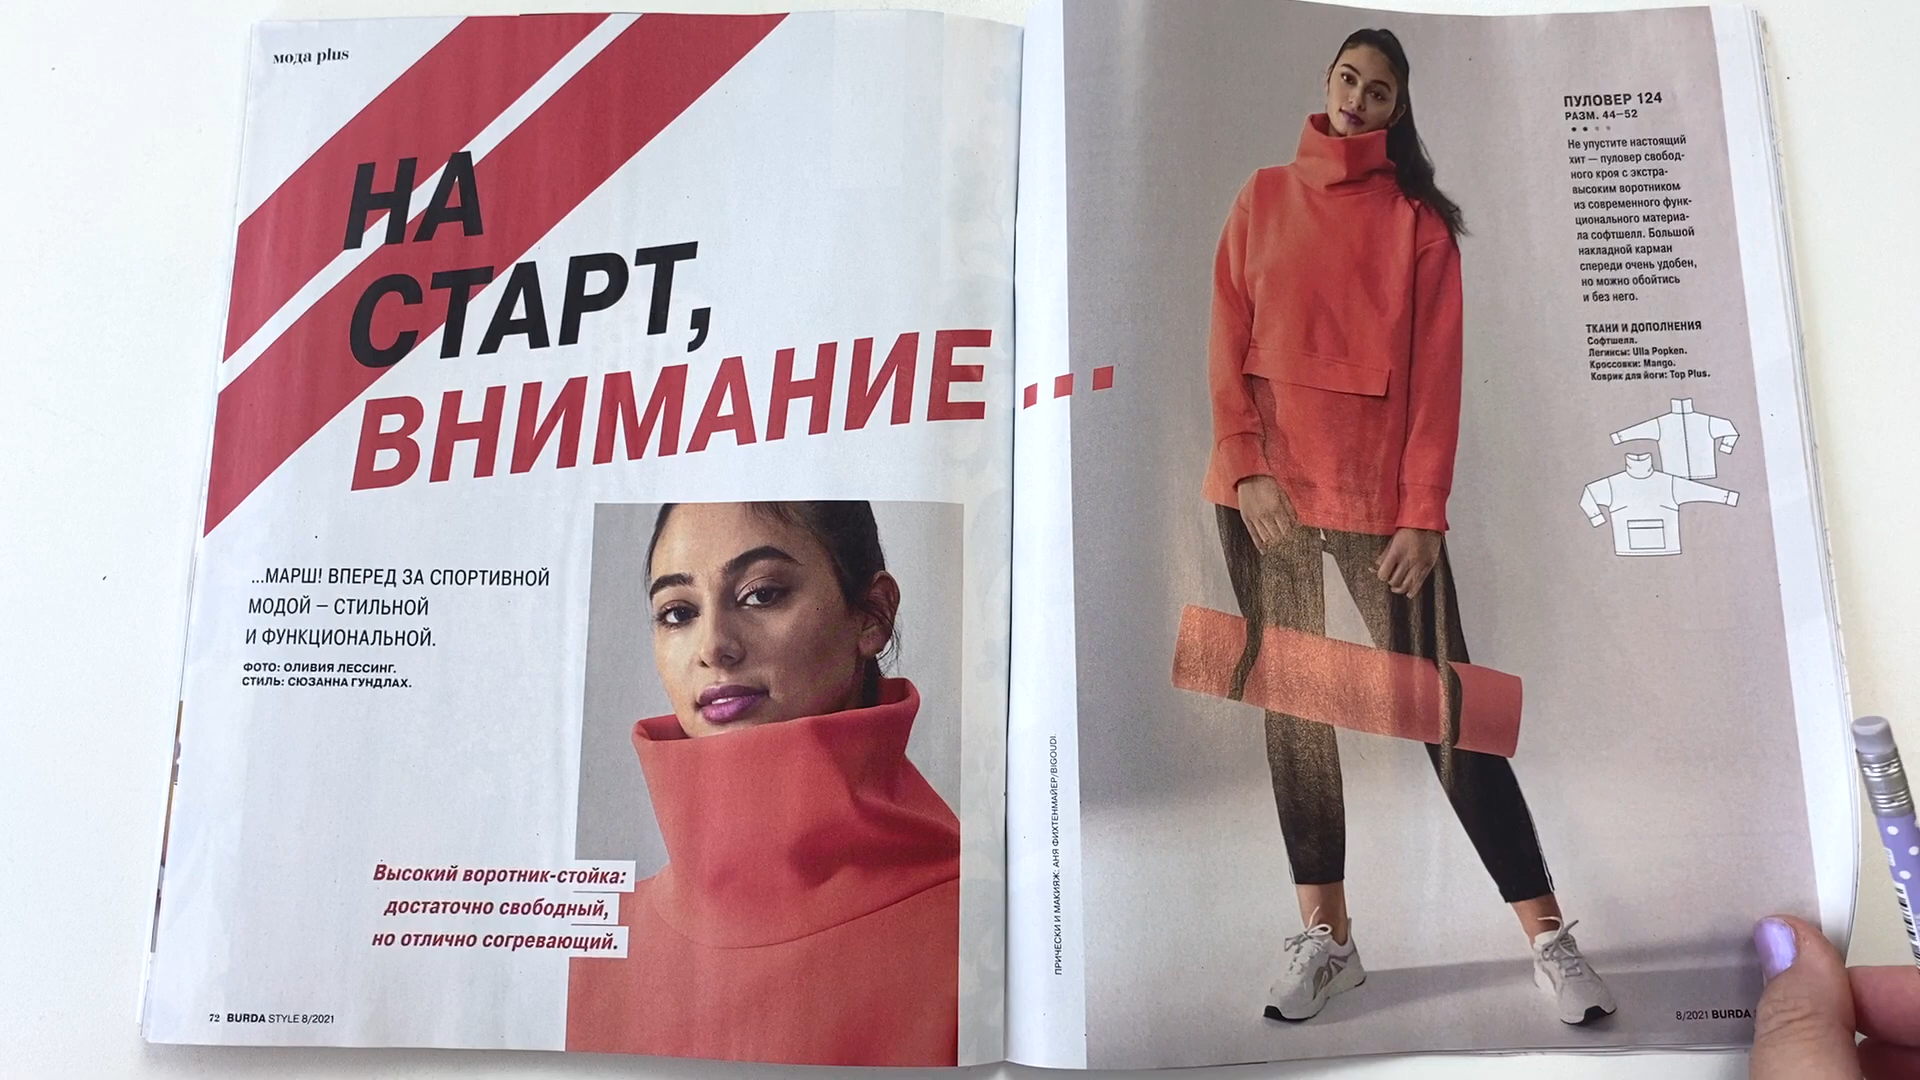 мода plus
НА
СТАРТ,
ВНИМАНИЕ...
...МАРШ! ВПЕРЕД ЗА СПОРТИВНОЙ
МОДОЙ – СТИЛЬНОЙ
И ФУНКЦИОНАЛЬНОЙ.
ФОТО: ОЛИВИЯ ЛЕССИНГ.
СТИЛЬ: СЮЗАННА ГУНДЛАХ.
Высокий воротник-стойка:
достаточно свободный,
но отлично согревающий.
72 BURDA STYLE 8/2021
ПРИЧЕСКИ И МАКИЯЖ: АНЯ ФИХТЕНМАЙЕР/BIGOUDI.
ПУЛОВЕР 124
РАЗМ. 44–52
Не упустите настоящий
хит — пуловер свобод-
ного кроя с экстра-
высоким воротником
из современного функ-
ционального материа-
ла софтшелл. Большой
накладной карман
спереди очень удобен,
но можно обойтись
и без него.
ТКАНИ И ДОПОЛНЕНИЯ
Софтшелл.
Легинсы: Ulla Popken.
Кроссовки: Mango.
Коврик для йоги: Top Plus.
8/2021 BURDA